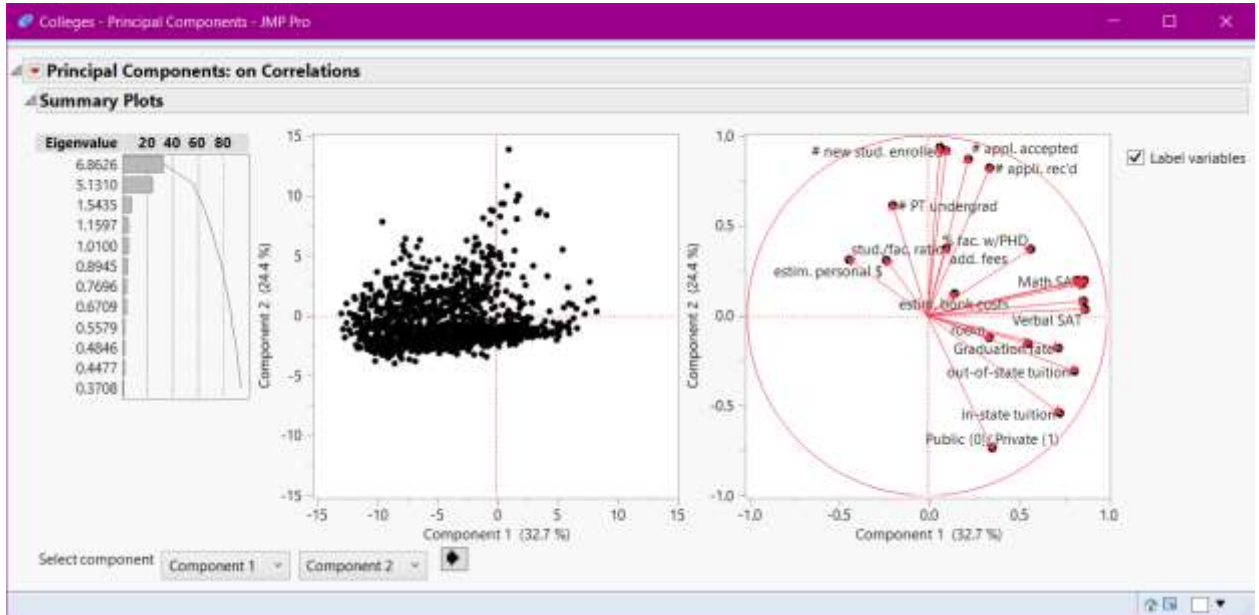 Colleges - Principal Components - JMP Pro
Principal Components: on Correlations
Summary Plots
Eigenvalue 20 40 60 80
6.8626
5.1310
1.5435
1.1597
1.0100
0.8945
0.7696
0.6709
0.5579
0.4846
0.4477
0.3708
15
10
5
0
-5
-10
-15
Component 2 (24.4 %)
-15 -10 -5 0 5 10 15
Component 1 (32.7 %)
1.0
0.5
0.0
-0.5
-1.0
Component 2 (24.4 %)
# new stud. enrolled
# appl. accepted
# appli. rec'd
# PT undergrad
% fac. w/PHD
stud./fac. ratio
add. fees
estim. personal $
Math SAT
estim. book costs
Verbal SAT
room
Graduation rate
out-of-state tuition
in-state tuition
Public (0)/ Private (1)
-1.0 -0.5 0.0 0.5 1.0
Component 1 (32.7 %)
Label variables
Select component Component 1 Component 2